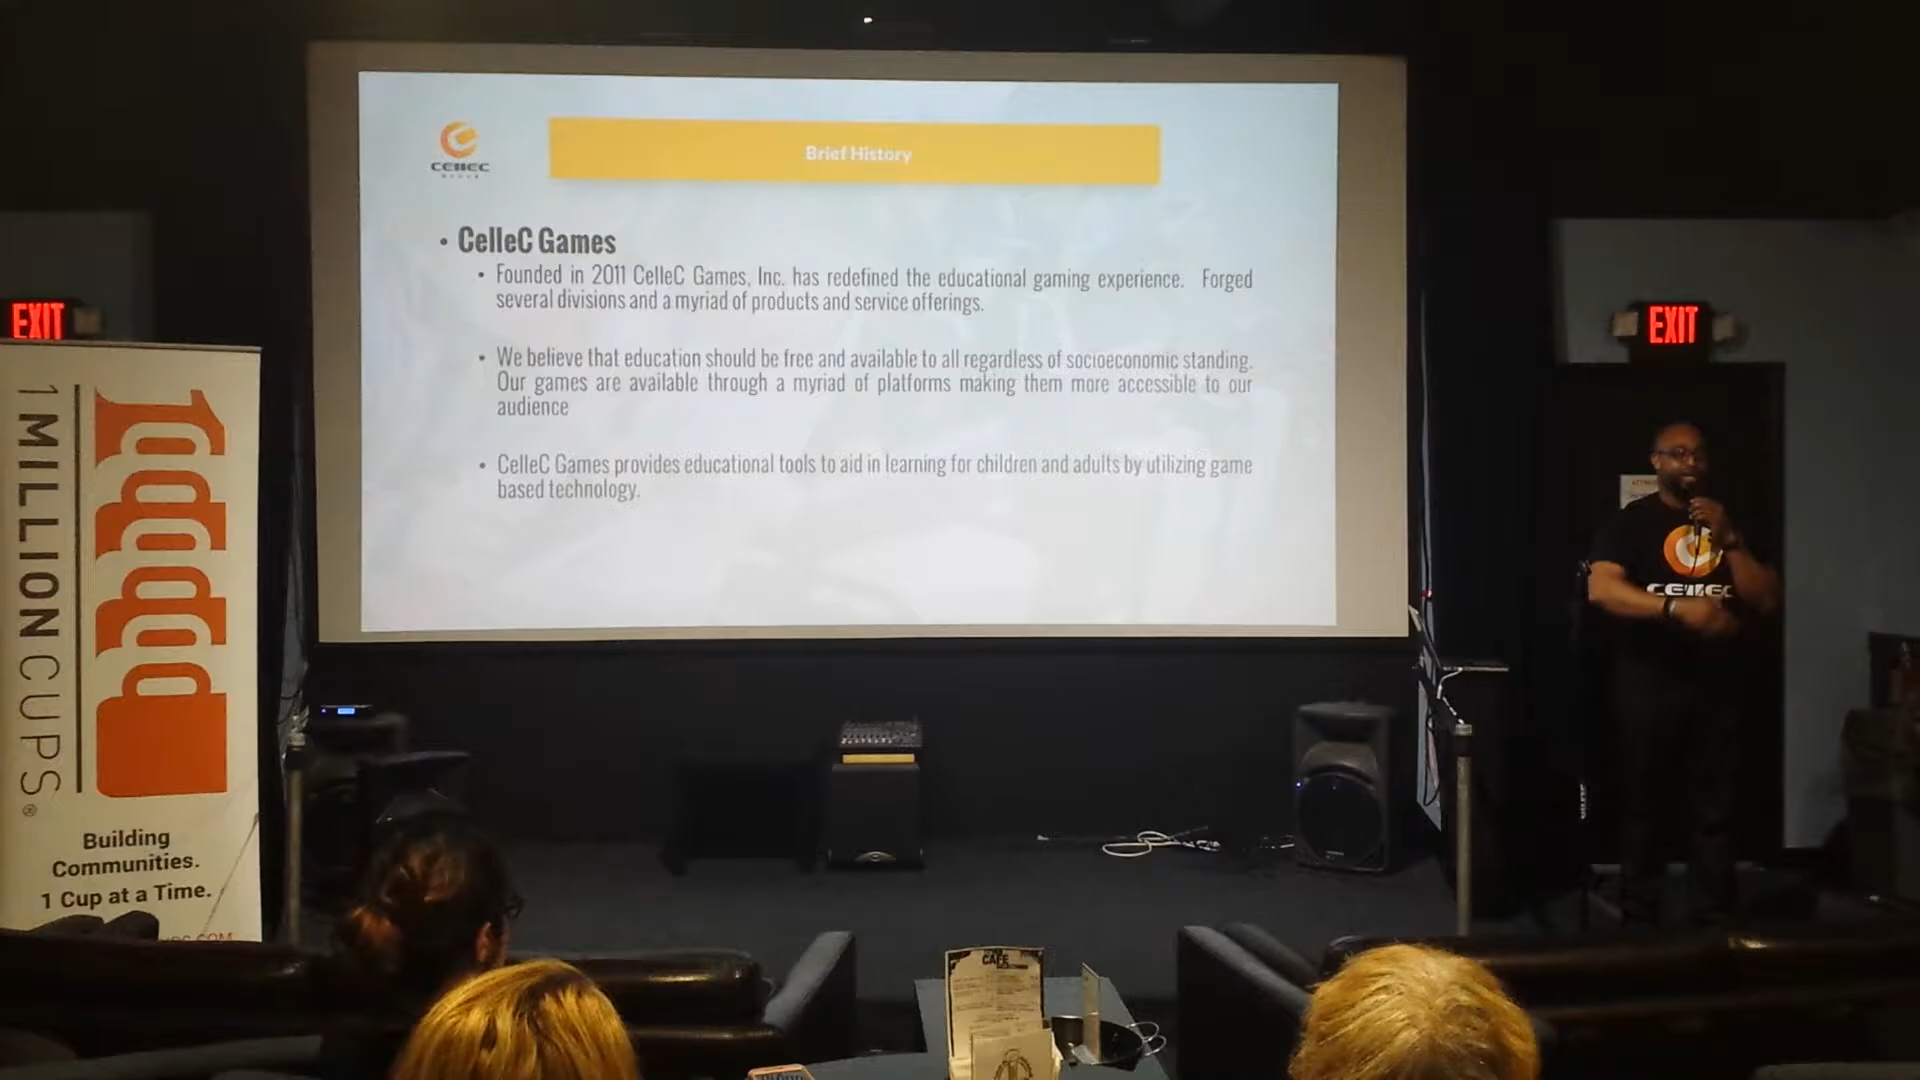 CELLEC
Brief History
• CelleC Games
• Founded in 2011 CelleC Games, Inc. has redefined the educational gaming experience. Forged
several divisions and a myriad of products and service offerings.
• We believe that education should be free and available to all regardless of socioeconomic standing.
Our games are available through a myriad of platforms making them more accessible to our
audience
• CelleC Games provides educational tools to aid in learning for children and adults by utilizing game
based technology.
EXIT
EXIT
1 MILLION CUPS®
Building
Communities.
1 Cup at a Time.
.COM
CELLEC
CAFE